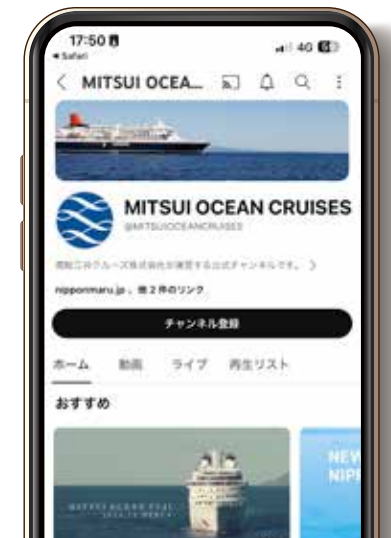 17:50
Safari
4G
MITSUI OCEA...
MITSUI OCEAN CRUISES
@MITSUIOCEANCRUISES
商船三井クルーズ株式会社が運営する公式チャンネルです。
nipponmaru.jp、他 2 件のリンク
チャンネル登録
ホーム 動画 ライブ 再生リスト
おすすめ
MITSUI OCEAN FUJI
NEW
NIPP